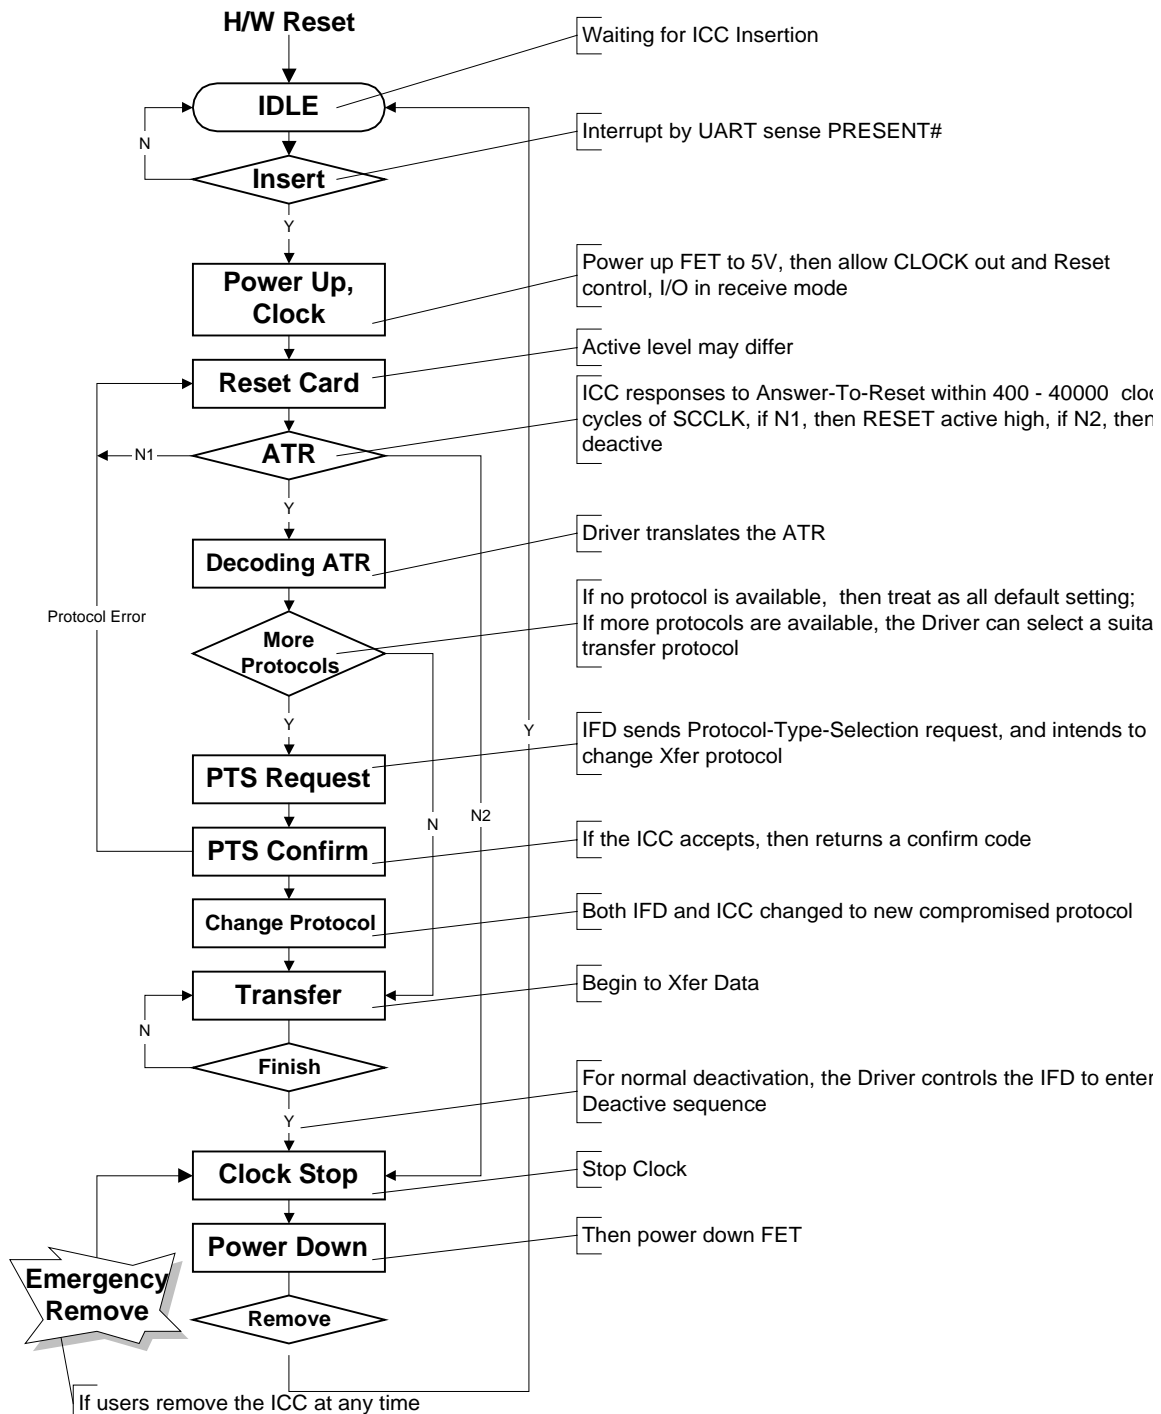 H/W Reset
Waiting for ICC Insertion
IDLE
N
Interrupt by UART sense PRESENT#
Insert
Y
Power Up,
Clock
Power up FET to 5V, then allow CLOCK out and Reset
control, I/O in receive mode
Reset Card
Active level may differ
ICC responses to Answer-To-Reset within 400 - 40000 cloc
cycles of SCCLK, if N1, then RESET active high, if N2, then
deactive
N1
ATR
Y
Decoding ATR
Driver translates the ATR
Protocol Error
More
Protocols
If no protocol is available, then treat as all default setting;
If more protocols are available, the Driver can select a suita
transfer protocol
Y
Y
PTS Request
IFD sends Protocol-Type-Selection request, and intends to
change Xfer protocol
N
N2
PTS Confirm
If the ICC accepts, then returns a confirm code
Change Protocol
Both IFD and ICC changed to new compromised protocol
Transfer
Begin to Xfer Data
N
Finish
For normal deactivation, the Driver controls the IFD to enter
Deactive sequence
Y
Clock Stop
Stop Clock
Power Down
Then power down FET
Emergency
Remove
Remove
If users remove the ICC at any time